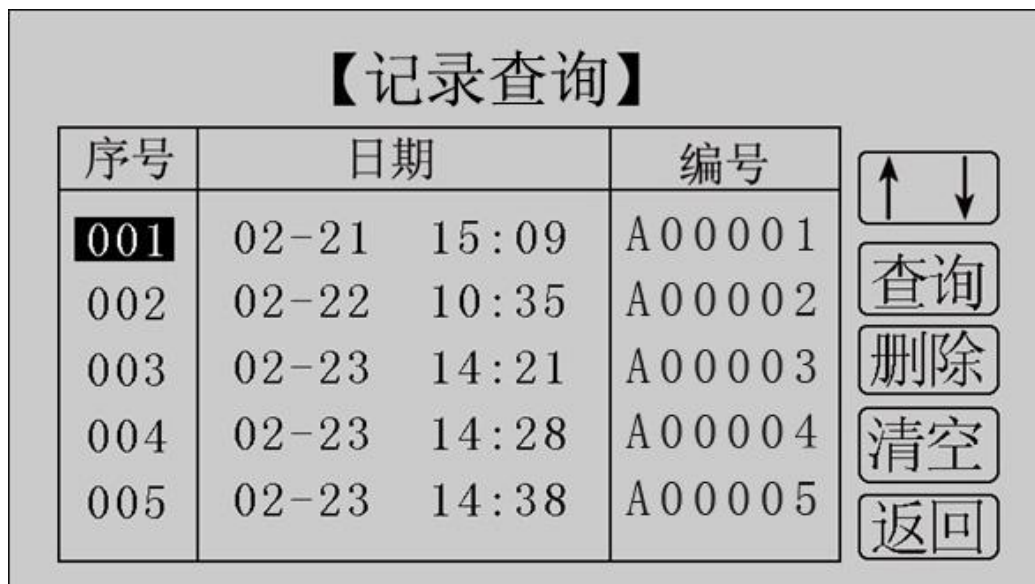 【记录查询】
序号 日期 编号
001 02-21 15:09 A00001
002 02-22 10:35 A00002
003 02-23 14:21 A00003
004 02-23 14:28 A00004
005 02-23 14:38 A00005
↑ ↓
查询
删除
清空
返回